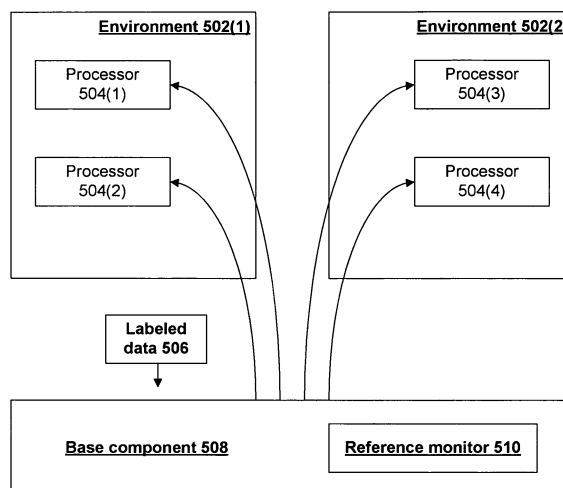 Environment 502(1)
Environment 502(2
Processor
504(1)
Processor
504(3)
Processor
504(2)
Processor
504(4)
Labeled
data 506
Base component 508
Reference monitor 510